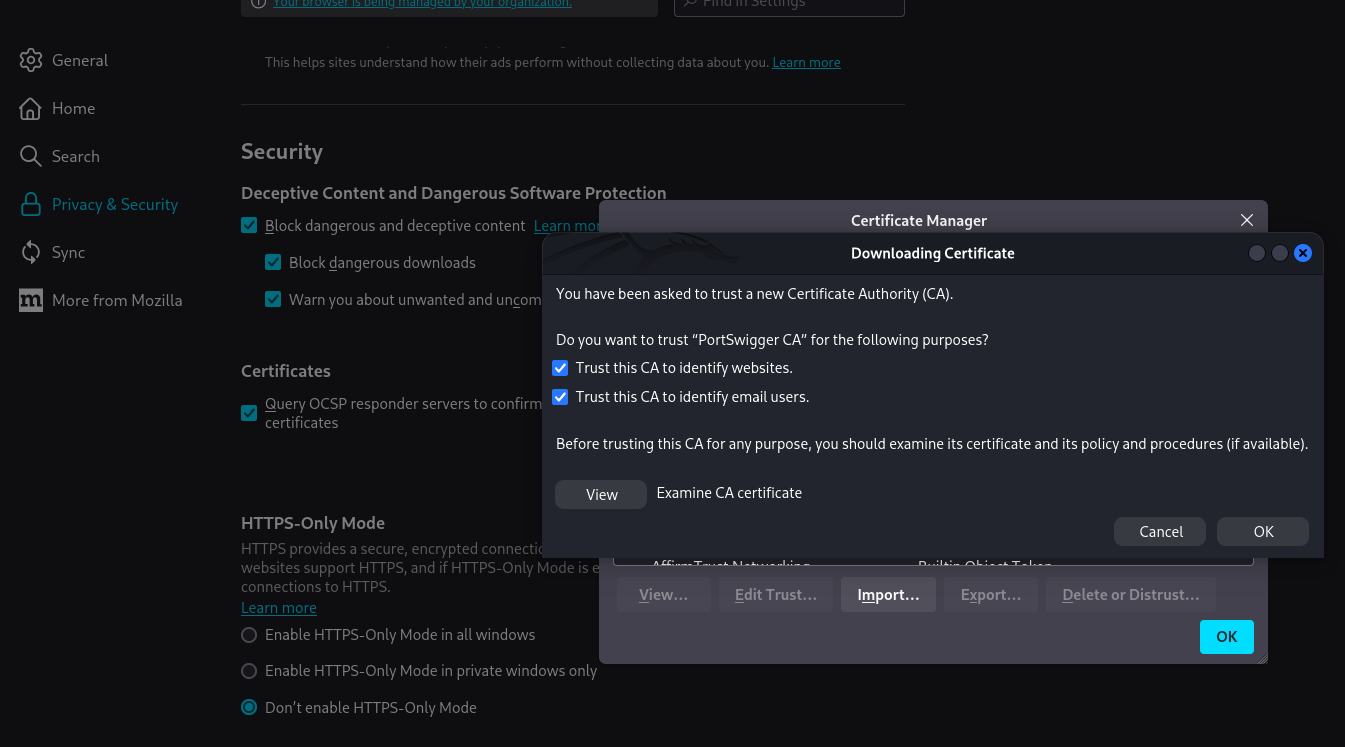 Your browser is being managed by your organization.
Find in Settings
General
This helps sites understand how their ads perform without collecting data about you. Learn more
Home
Search
Privacy & Security
Sync
More from Mozilla
Security
Deceptive Content and Dangerous Software Protection
Block dangerous and deceptive content Learn mor
Block dangerous downloads
Warn you about unwanted and uncom
Certificates
Query OCSP responder servers to confirm
certificates
HTTPS-Only Mode
HTTPS provides a secure, encrypted connectio
websites support HTTPS, and if HTTPS-Only Mode is e
connections to HTTPS.
Learn more
Enable HTTPS-Only Mode in all windows
Enable HTTPS-Only Mode in private windows only
Don't enable HTTPS-Only Mode
Certificate Manager
Downloading Certificate
You have been asked to trust a new Certificate Authority (CA).
Do you want to trust “PortSwigger CA” for the following purposes?
Trust this CA to identify websites.
Trust this CA to identify email users.
Before trusting this CA for any purpose, you should examine its certificate and its policy and procedures (if available).
View Examine CA certificate
Cancel OK
AffirmTrust Networking Builtin Object Token
View… Edit Trust… Import… Export… Delete or Distrust…
OK